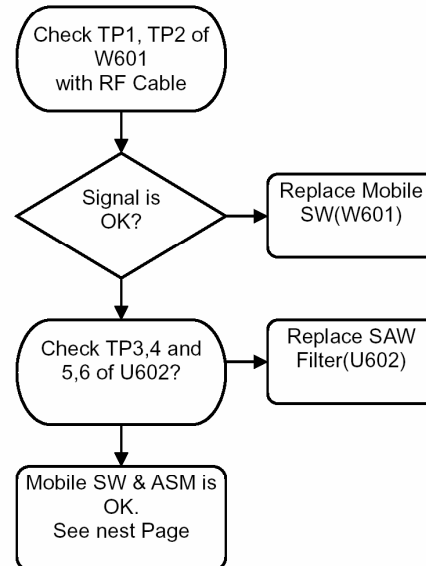 Check TP1, TP2 of
W601
with RF Cable
Signal is
OK?
Replace Mobile
SW(W601)
Check TP3,4 and
5,6 of U602?
Replace SAW
Filter(U602)
Mobile SW & ASM is
OK.
See nest Page